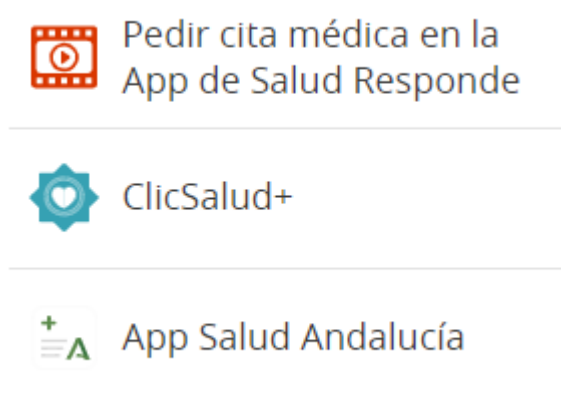 Pedir cita médica en la
App de Salud Responde
ClicSalud+
App Salud Andalucía